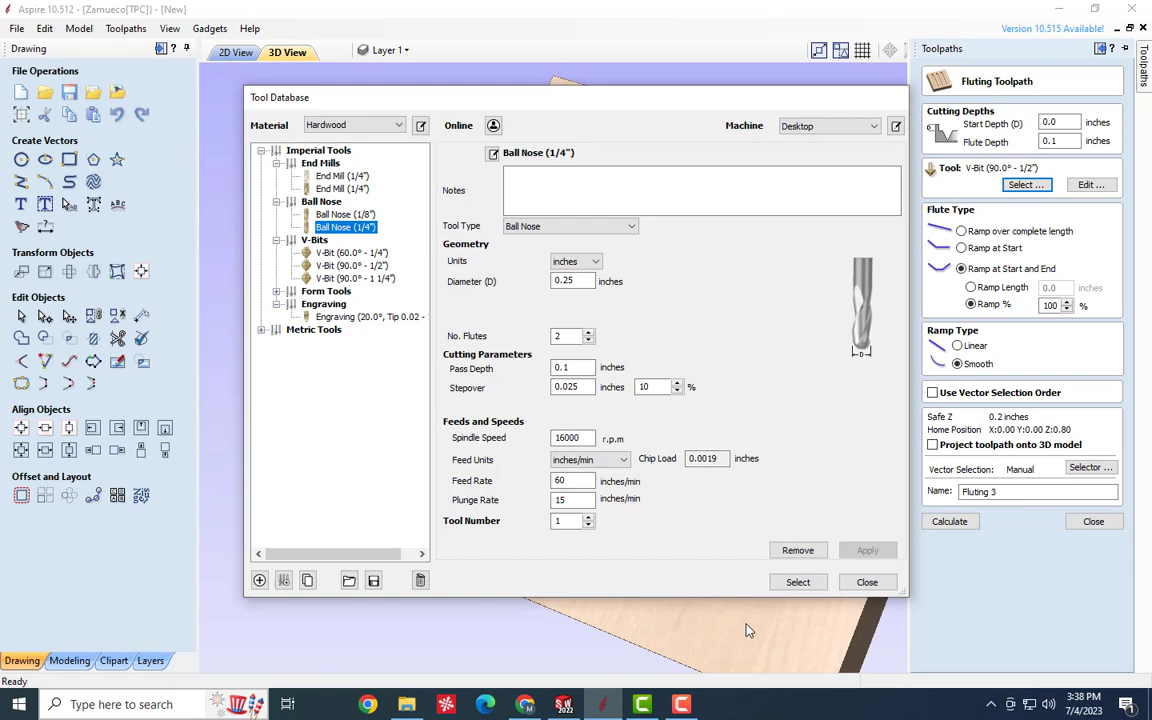 Aspire 10.512 - {Zamueco[TPC]} - [New]
File Edit Model Toolpaths View Gadgets Help
Version 10.515 Available!
Drawing
2D View 3D View Layer 1
Toolpaths
Toolpaths
File Operations
Create Vectors
Transform Objects
Edit Objects
Align Objects
Offset and Layout
Tool Database
Material Hardwood Online Machine Desktop
Imperial Tools
End Mills
End Mill (1/4")
End Mill (1/4")
Ball Nose
Ball Nose (1/8")
Ball Nose (1/4")
V-Bits
V-Bit (60.0° - 1/4")
V-Bit (90.0° - 1/2")
V-Bit (90.0° - 1 1/4")
Form Tools
Engraving
Engraving (20.0°, Tip 0.02 -
Metric Tools
Ball Nose (1/4")
Notes
Tool Type Ball Nose
Geometry
Units inches
Diameter (D) 0.25 inches
D
No. Flutes 2
Cutting Parameters
Pass Depth 0.1 inches
Stepover 0.025 inches 10 %
Feeds and Speeds
Spindle Speed 16000 r.p.m
Feed Units inches/min Chip Load 0.0019 inches
Feed Rate 60 inches/min
Plunge Rate 15 inches/min
Tool Number 1
Remove Apply
Select Close
Fluting Toolpath
Cutting Depths
Start Depth (D) 0.0 inches
Flute Depth 0.1 inches
Tool: V-Bit (90.0° - 1/2")
Select ... Edit ...
Flute Type
Ramp over complete length
Ramp at Start
Ramp at Start and End
Ramp Length 0.0 inches
Ramp % 100 %
Ramp Type
Linear
Smooth
Use Vector Selection Order
Safe Z 0.2 inches
Home Position X:0.00 Y:0.00 Z:0.80
Project toolpath onto 3D model
Vector Selection: Manual Selector ...
Name: Fluting 3
Calculate Close
Drawing Modeling Clipart Layers
Ready
Type here to search
3:38 PM
7/4/2023